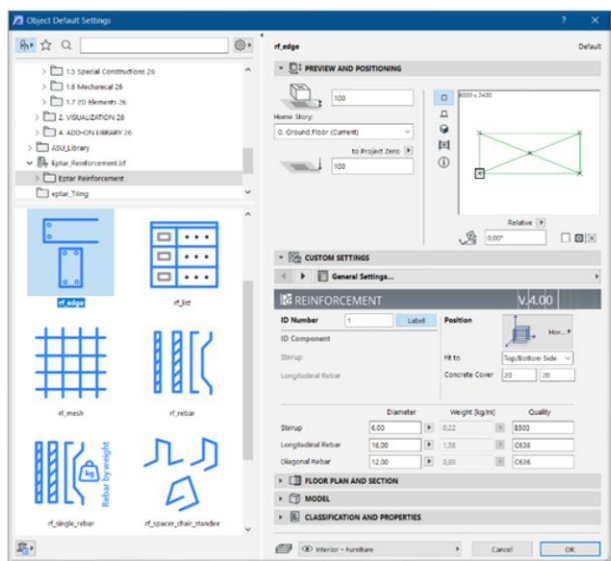 Object Default Settings
? ×
1.5 Special Constructions 26
1.6 Mechanical 26
1.7 2D Elements 26
2. VISUALIZATION 26
4. ADD-ON LIBRARY 26
ASU_Library
Eptar_Reinforcement.lcf
Eptar Reinforcement
eptar_Tiling
rf_edge
rf_list
rf_mesh
rf_rebar
kg
Rebar by weight
rf_single_rebar
rf_spacer_chair_standee
rf_edge
Default
PREVIEW AND POSITIONING
100
Home Story:
0. Ground Floor (Current)
to Project Zero
100
Relative
0,00°
CUSTOM SETTINGS
General Settings...
REINFORCEMENT V.4.00
ID Number 1 Label Position
Hor...
ID Component
Stirrup
Fit to Top/Bottom Side
Longitudinal Rebar
Concrete Cover 20 20
Diameter Weight [kg/m] Quality
Stirrup 6,00 0,22
Longitudinal Rebar 16,00 1,58 C636
Diagonal Rebar 12,00 0,89 C636
FLOOR PLAN AND SECTION
MODEL
CLASSIFICATION AND PROPERTIES
Interior - Furniture
Cancel
OK